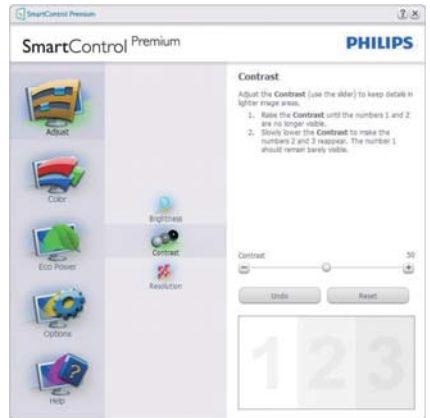 SmartControl Premium
SmartControl Premium
PHILIPS
Adjust
Color
Eco Power
Options
Help
Brightness
Contrast
Resolution
Contrast
Adjust the Contrast (use the slider) to keep details in
lighter image areas.
1. Raise the Contrast until the numbers 1 and 2
are no longer visible.
2. Slowly lower the Contrast to make the
numbers 2 and 3 reappear. The number 1
should remain barely visible.
Contrast
50
Undo
Reset
1 2 3